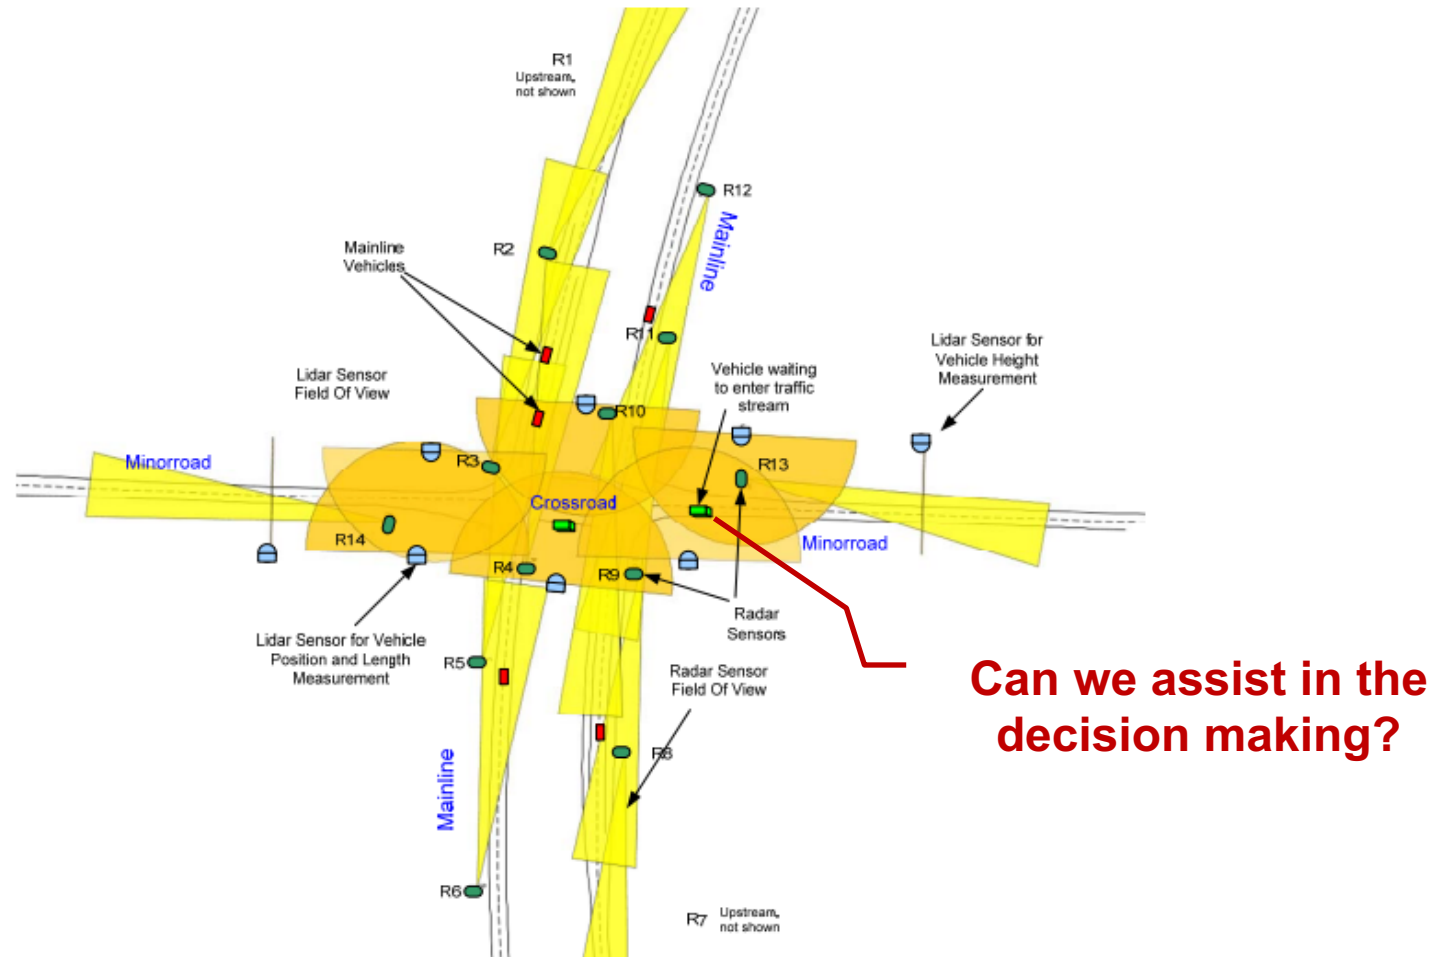 R1
Upstream,
not shown
R12
Mainline
R2
Mainline
Vehicles
R11
Lidar Sensor for
Vehicle Height
Measurement
Vehicle waiting
to enter traffic
stream
Lidar Sensor
Field Of View
R10
Minorroad
R3
R13
Crossroad
R14
Minorroad
R4
R9
Radar
Sensors
Lidar Sensor for Vehicle
Position and Length
Measurement
R5
Radar Sensor
Field Of View
Can we assist in the
decision making?
R8
Mainline
R6
R7
Upstream,
not shown